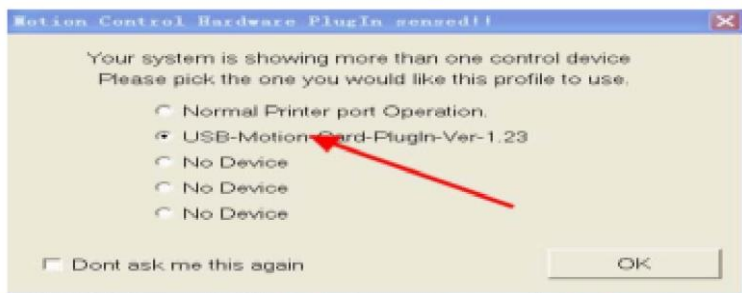 Motion Control Hardware PlugIn sensed!!
Your system is showing more than one control device
Please pick the one you would like this profile to use.
Normal Printer port Operation.
USB-Motion-Card-PlugIn-Ver-1.23
No Device
No Device
No Device
Dont ask me this again
OK